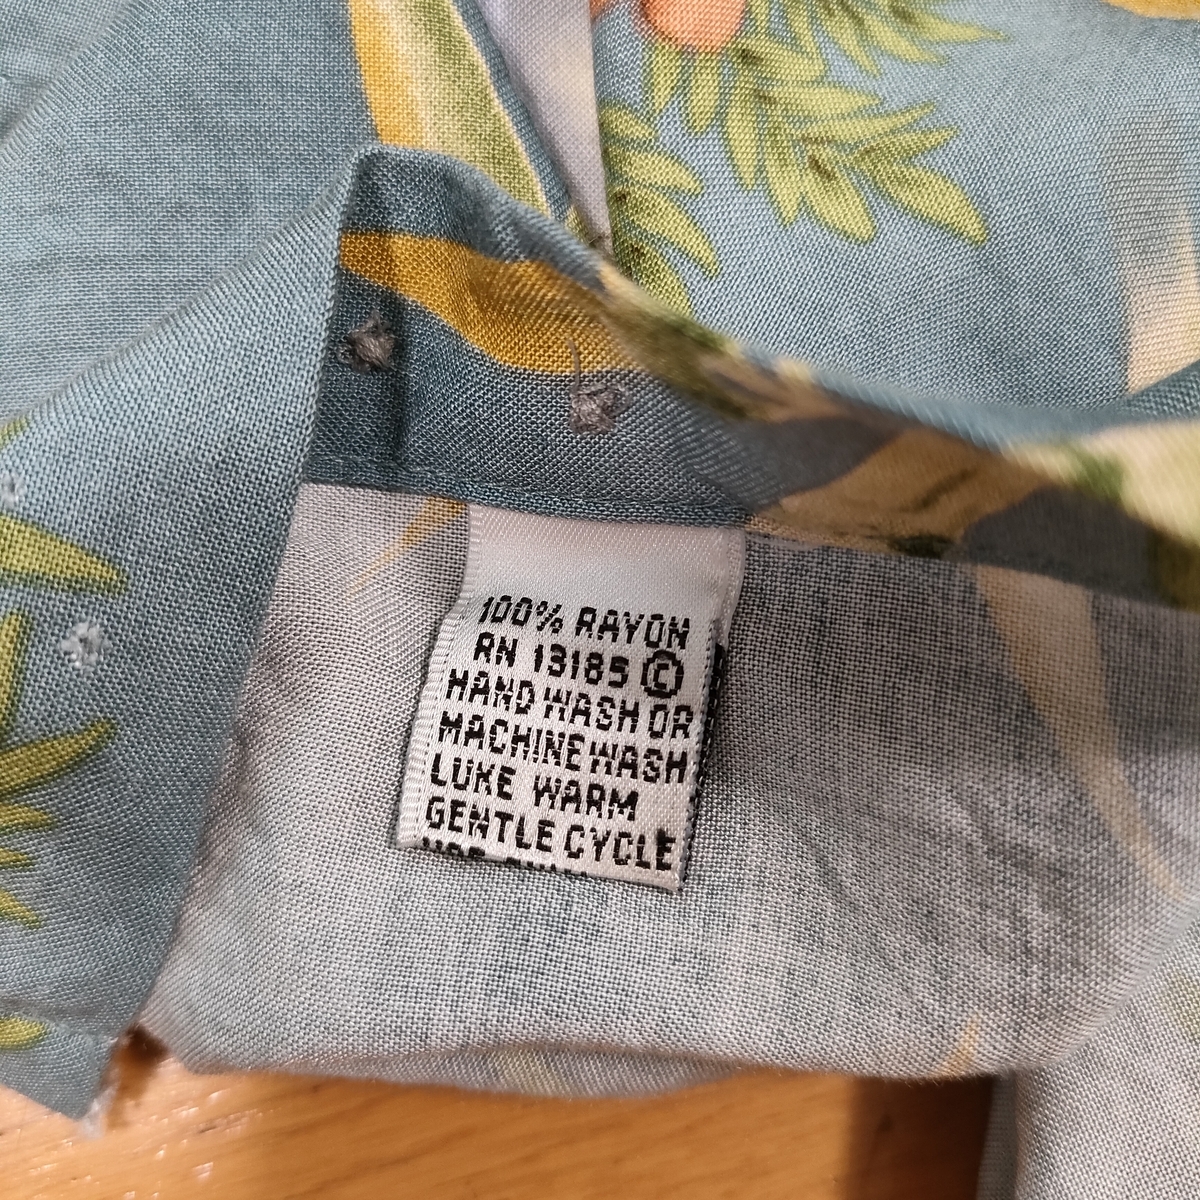 100% RAYON
RN 13185 ©
HAND WASH OR
MACHINE WASH
LUKE WARM
GENTLE CYCLE